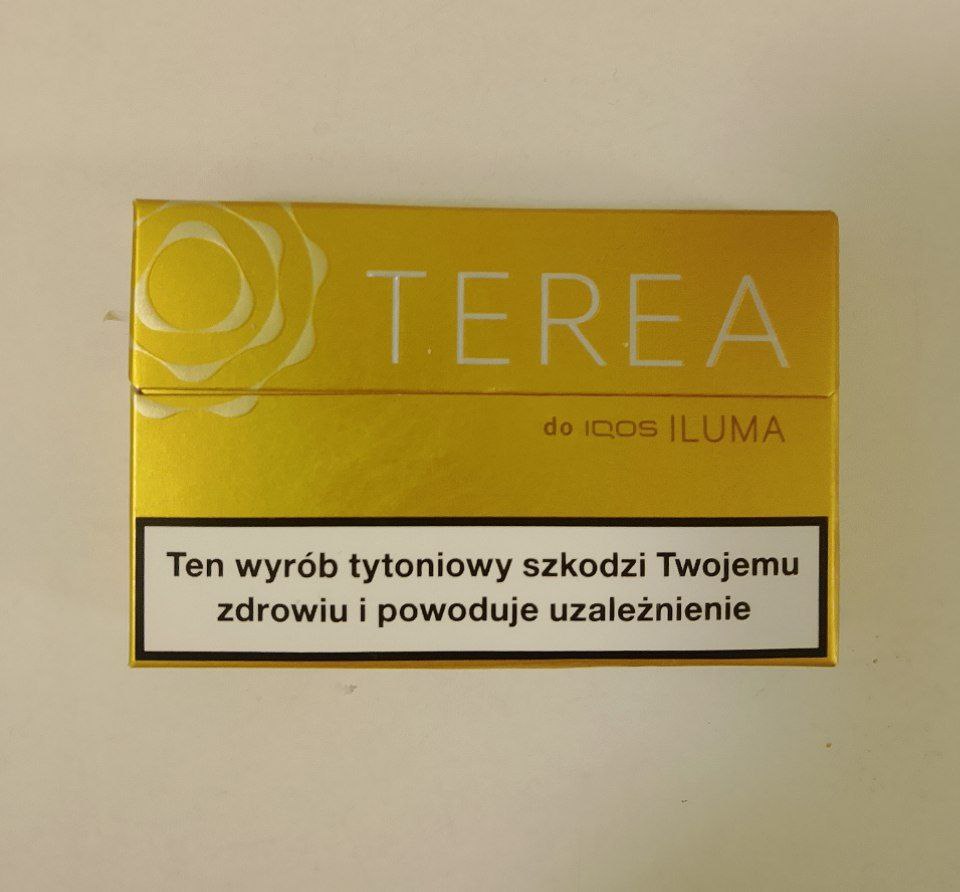 TEREA
do IQOS ILUMA
Ten wyrób tytoniowy szkodzi Twojemu
zdrowiu i powoduje uzależnienie